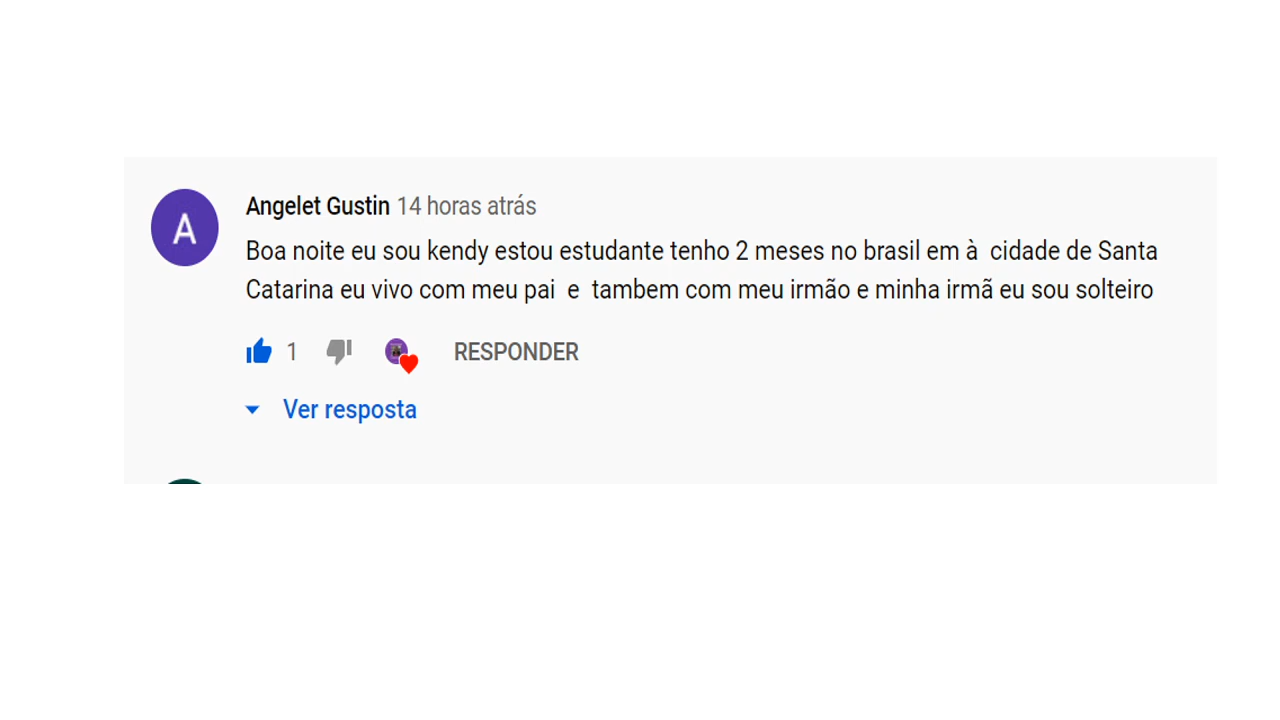 A
Angelet Gustin 14 horas atrás
Boa noite eu sou kendy estou estudante tenho 2 meses no brasil em à  cidade de Santa
Catarina eu vivo com meu pai  e  tambem com meu irmão e minha irmã eu sou solteiro
1 RESPONDER
Ver resposta